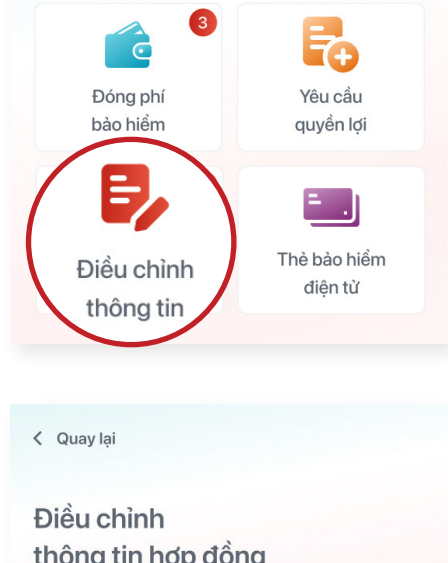 3
Đóng phí
bảo hiểm
Yêu cầu
quyền lợi
Điều chỉnh
thông tin
Thẻ bảo hiểm
điện tử
Quay lại
Điều chỉnh
thông tin hợp đồng